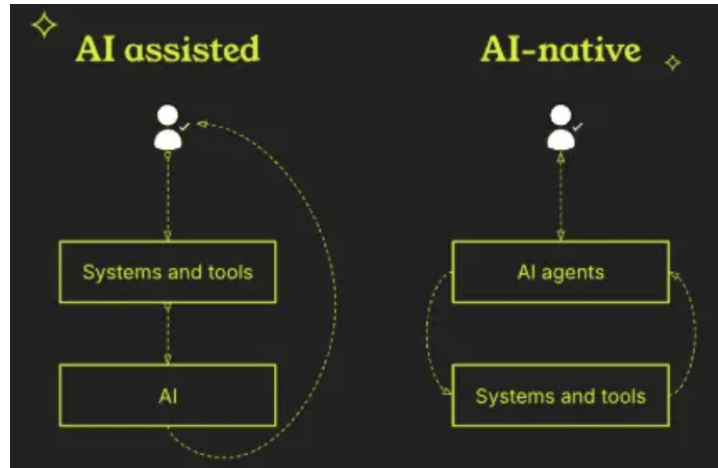 AI assisted
Systems and tools
AI
AI-native
AI agents
Systems and tools